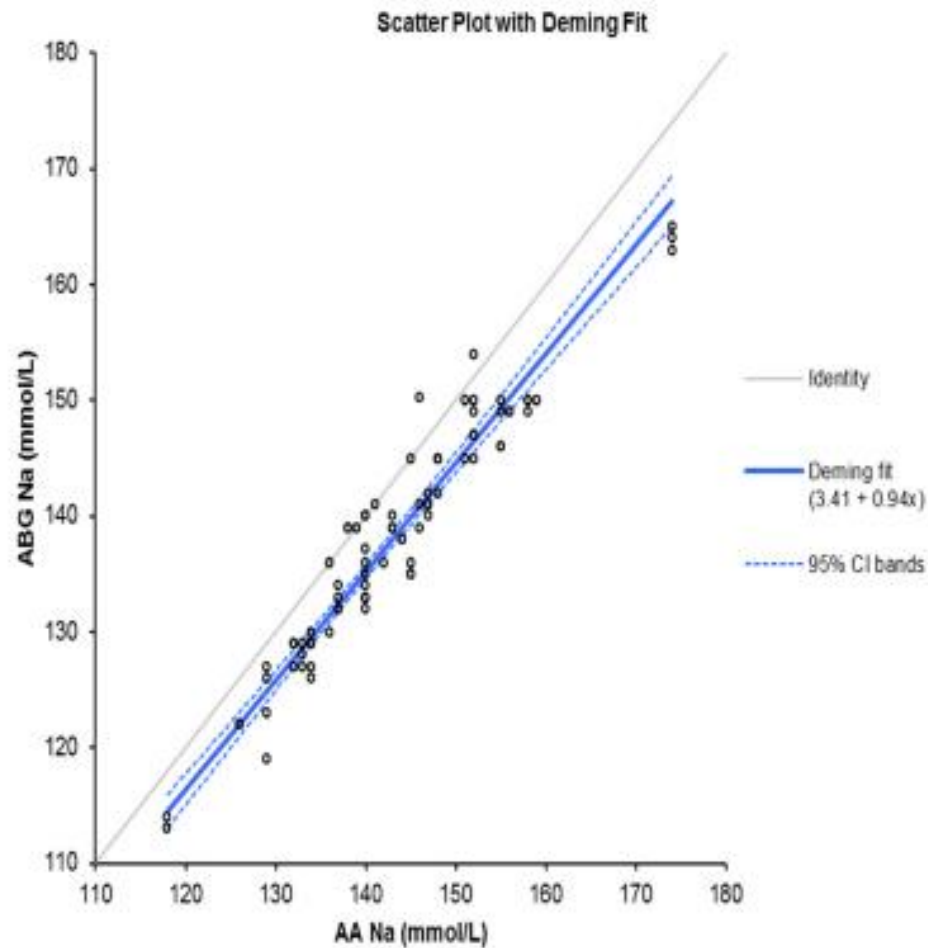 Scatter Plot with Deming Fit
180
170
160
150
140
130
120
110
ABG Na (mmol/L)
110 120 130 140 150 160 170 180
AA Na (mmol/L)
Identity
Deming fit
(3.41 + 0.94x)
95% CI bands